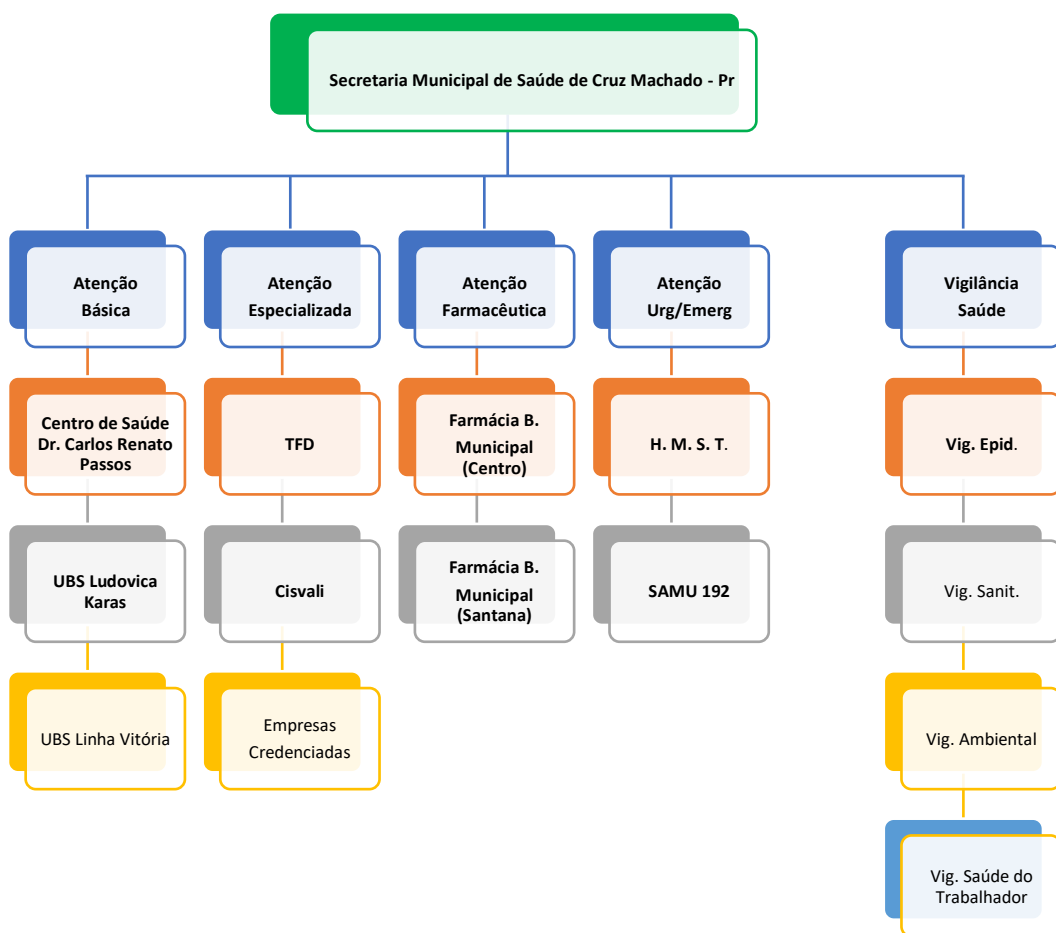 Secretaria Municipal de Saúde de Cruz Machado - Pr
Atenção
Básica
Atenção
Especializada
Atenção
Farmacêutica
Atenção
Urg/Emerg
Vigilância
Saúde
Centro de Saúde
Dr. Carlos Renato
Passos
TFD
Farmácia B.
Municipal
(Centro)
H. M. S. T.
Vig. Epid.
UBS Ludovica
Karas
Cisvali
Farmácia B.
Municipal
(Santana)
SAMU 192
Vig. Sanit.
UBS Linha Vitória
Empresas
Credenciadas
Vig. Ambiental
Vig. Saúde do
Trabalhador